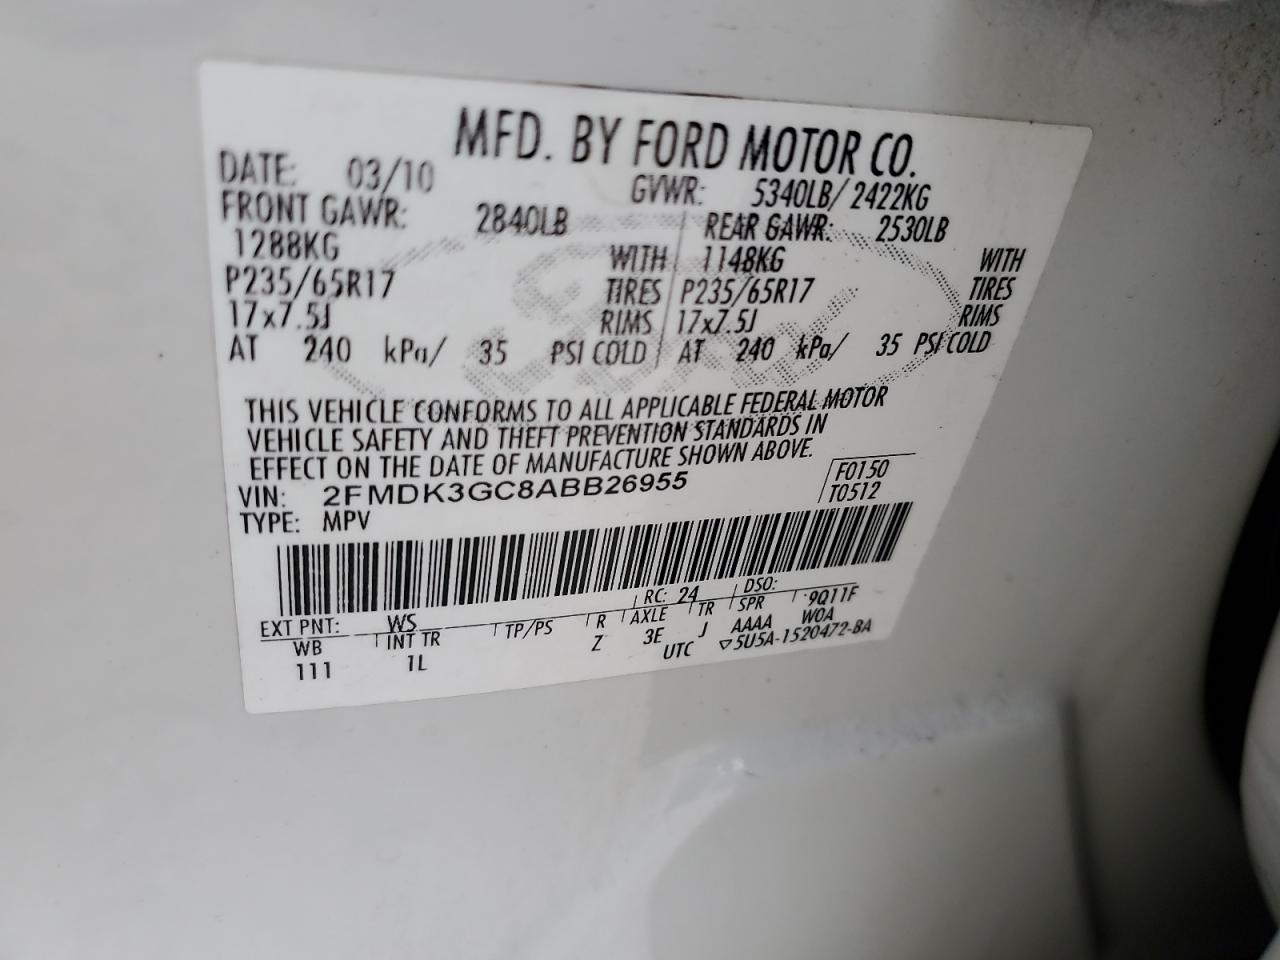 MFD. BY FORD MOTOR CO.
DATE: 03/10 GVWR: 5340LB/ 2422KG
FRONT GAWR: 2840LB REAR GAWR: 2530LB
1288KG WITH 1148KG WITH
P235/65R17 TIRES P235/65R17 TIRES
17x7.5J RIMS 17x7.5J RIMS
AT 240 kPa/ 35 PSI COLD AT 240 kPa/ 35 PSI COLD
THIS VEHICLE CONFORMS TO ALL APPLICABLE FEDERAL MOTOR
VEHICLE SAFETY AND THEFT PREVENTION STANDARDS IN
EFFECT ON THE DATE OF MANUFACTURE SHOWN ABOVE.
VIN: 2FMDK3GC8ABB26955 F0150
TYPE: MPV T0512
EXT PNT: WS RC: 24 DSO:
WB INT TR TP/PS R AXLE TR SPR 9Q11F
111 1L Z 3E J AAAA WOA
UTC ▽5U5A-1520472-BA
Ford